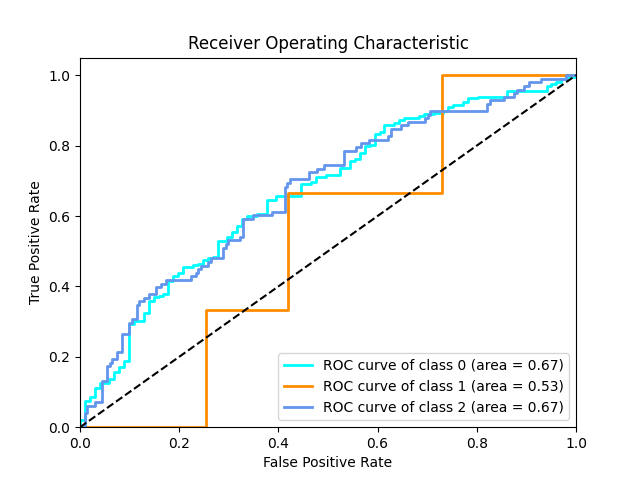 Receiver Operating Characteristic
True Positive Rate
1.0
0.8
0.6
0.4
0.2
0.0
ROC curve of class 0 (area = 0.67)
ROC curve of class 1 (area = 0.53)
ROC curve of class 2 (area = 0.67)
0.0 0.2 0.4 0.6 0.8 1.0
False Positive Rate